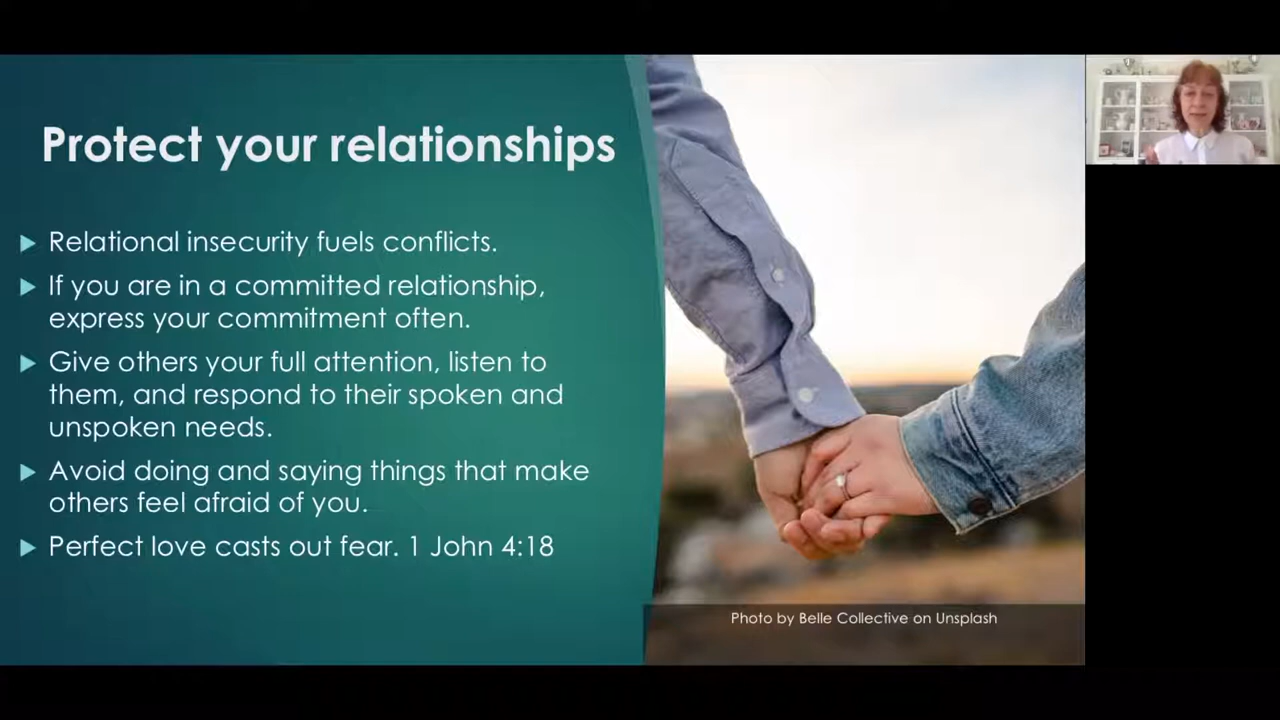 Protect your relationships
Relational insecurity fuels conflicts.
If you are in a committed relationship,
express your commitment often.
Give others your full attention, listen to
them, and respond to their spoken and
unspoken needs.
Avoid doing and saying things that make
others feel afraid of you.
Perfect love casts out fear. 1 John 4:18
Photo by Belle Collective on Unsplash